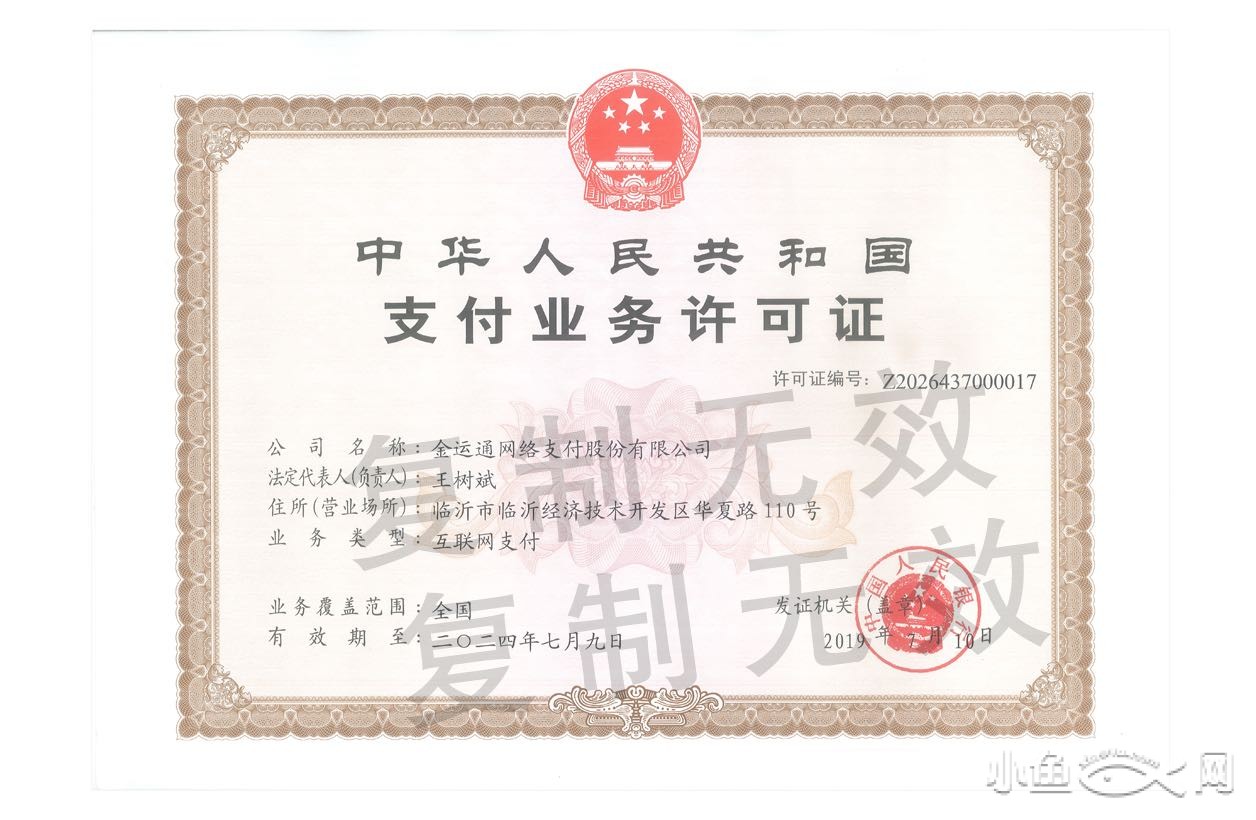 中华人民共和国
支付业务许可证
许可证编号：Z2026437000017
公司名称：金运通网络支付股份有限公司
法定代表人(负责人)：王树斌
住所(营业场所)：临沂市临沂经济技术开发区华夏路110号
业务类型：互联网支付
业务覆盖范围：全国
有效期至：二〇二四年七月九日
发证机关（盖章）
2019年7月10日
中国人民银行
复制无效
复制无效
小鱼网